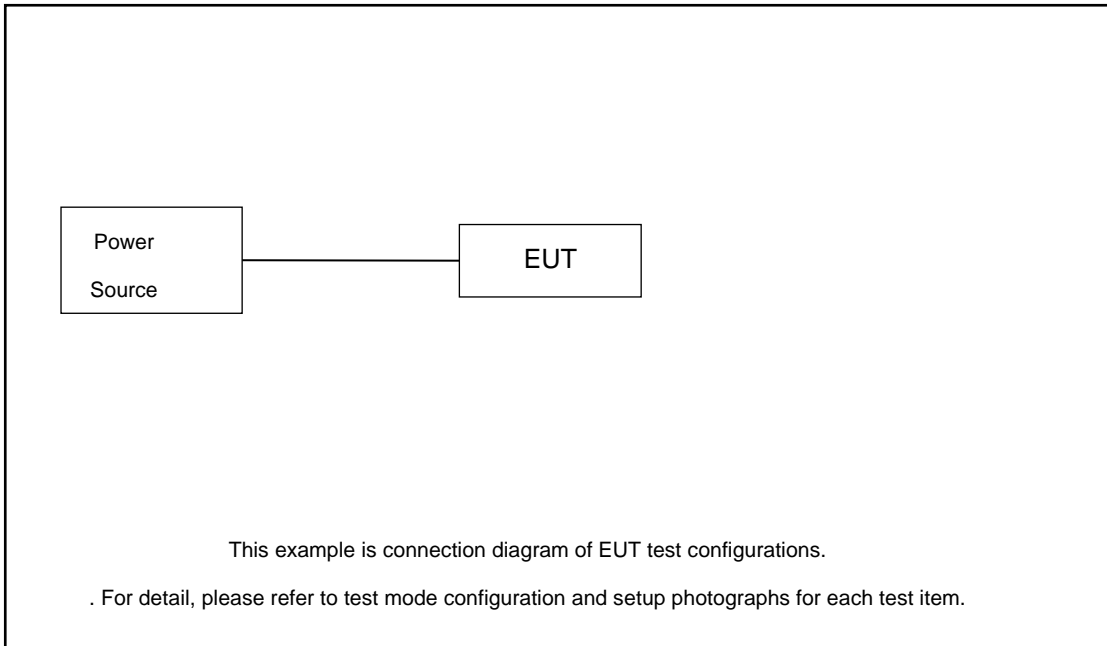 Power
Source
EUT
This example is connection diagram of EUT test configurations.
. For detail, please refer to test mode configuration and setup photographs for each test item.